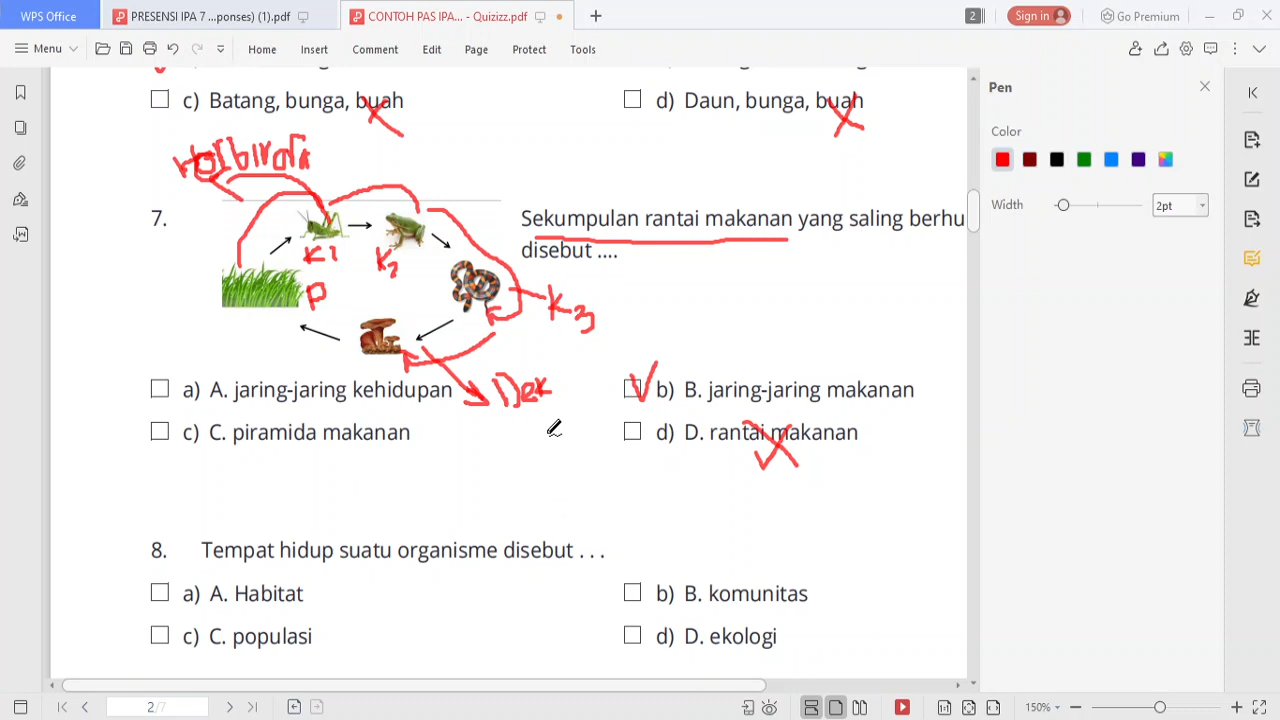 WPS Office
PRESENSI IPA 7 ...ponses) (1).pdf
CONTOH PAS IPA... - Quizizz.pdf
2
Sign in
Go Premium
Menu
Home
Insert
Comment
Edit
Page
Protect
Tools
Pen
Color
Width
2pt
c) Batang, bunga, buah
d) Daun, bunga, buah
7.
Sekumpulan rantai makanan yang saling berhu
disebut ....
K1
K2
P
K3
Dek
a) A. jaring-jaring kehidupan
b) B. jaring-jaring makanan
c) C. piramida makanan
d) D. rantai makanan
8. Tempat hidup suatu organisme disebut . . .
a) A. Habitat
b) B. komunitas
c) C. populasi
d) D. ekologi
2/7
150%